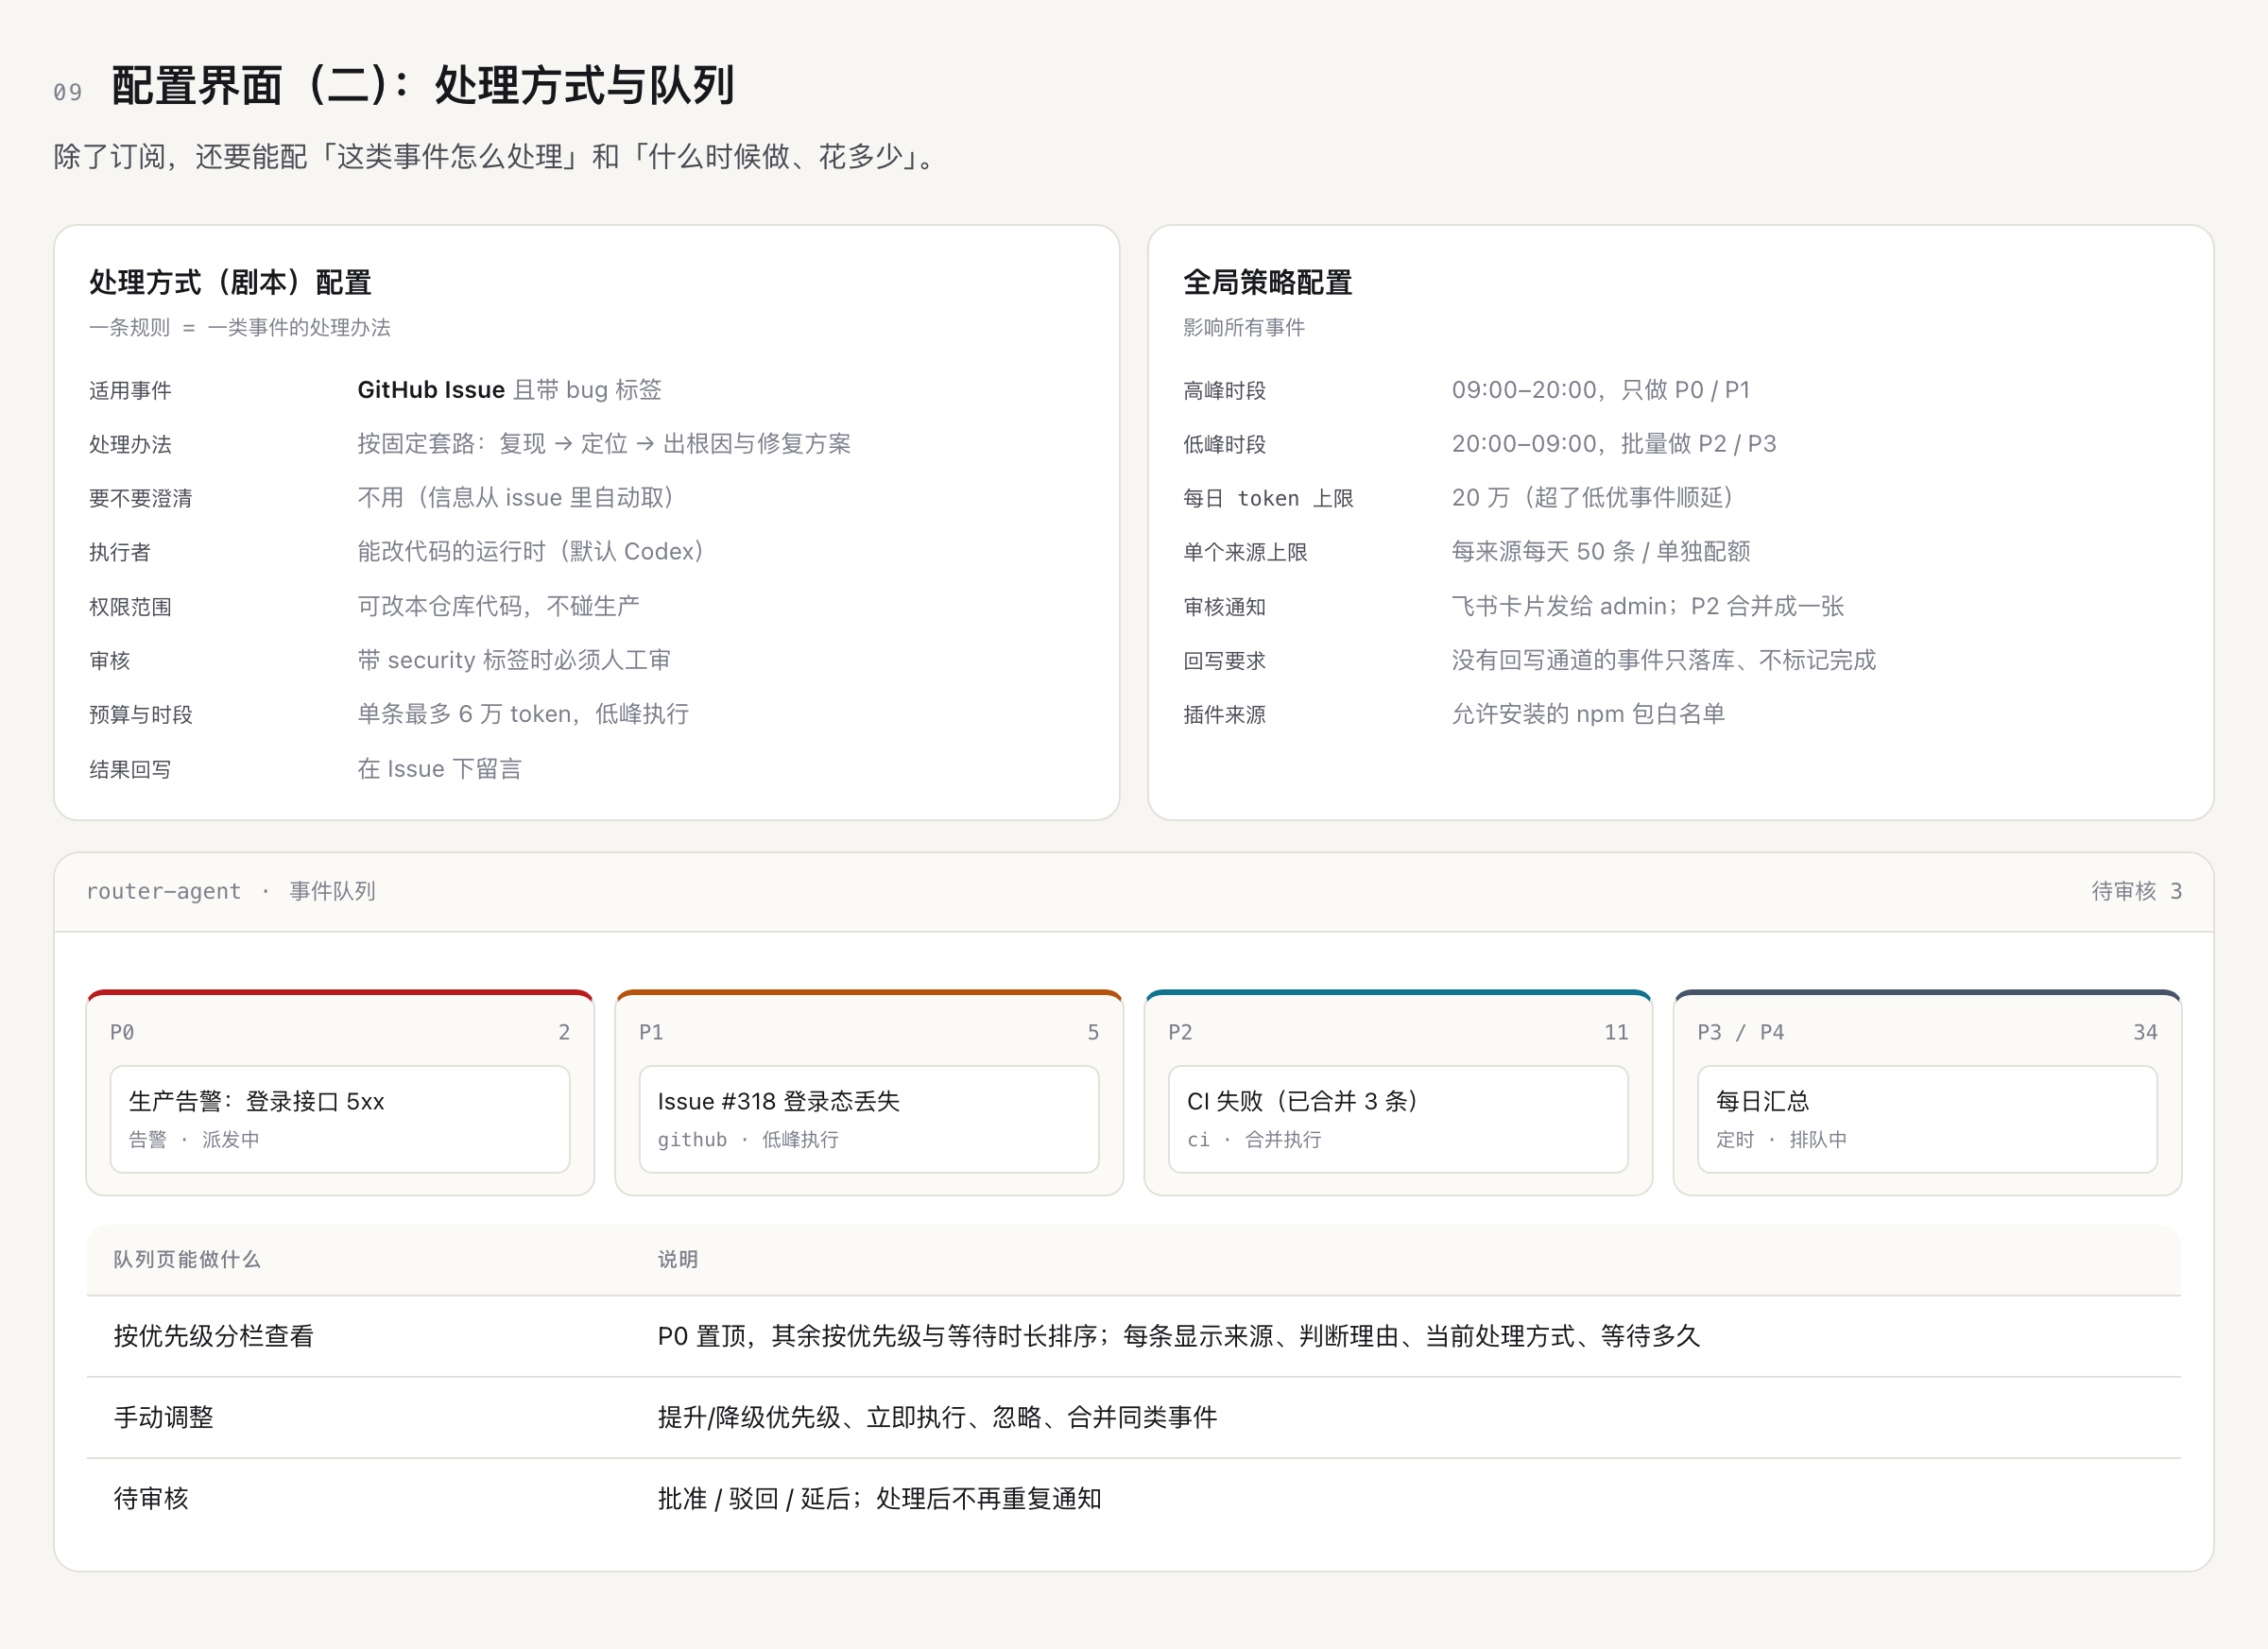 09 配置界面（二）：处理方式与队列
除了订阅，还要能配「这类事件怎么处理」和「什么时候做、花多少」。
处理方式（剧本）配置
一条规则 = 一类事件的处理办法
适用事件 GitHub Issue 且带 bug 标签
处理办法 按固定套路：复现 → 定位 → 出根因与修复方案
要不要澄清 不用（信息从 issue 里自动取）
执行者 能改代码的运行时（默认 Codex）
权限范围 可改本仓库代码，不碰生产
审核 带 security 标签时必须人工审
预算与时段 单条最多 6 万 token，低峰执行
结果回写 在 Issue 下留言
全局策略配置
影响所有事件
高峰时段 09:00–20:00，只做 P0 / P1
低峰时段 20:00–09:00，批量做 P2 / P3
每日 token 上限 20 万（超了低优事件顺延）
单个来源上限 每来源每天 50 条 / 单独配额
审核通知 飞书卡片发给 admin；P2 合并成一张
回写要求 没有回写通道的事件只落库、不标记完成
插件来源 允许安装的 npm 包白名单
router-agent · 事件队列 待审核 3
P0 2
生产告警：登录接口 5xx
告警 · 派发中
P1 5
Issue #318 登录态丢失
github · 低峰执行
P2 11
CI 失败（已合并 3 条）
ci · 合并执行
P3 / P4 34
每日汇总
定时 · 排队中
队列页能做什么 说明
按优先级分栏查看 P0 置顶，其余按优先级与等待时长排序；每条显示来源、判断理由、当前处理方式、等待多久
手动调整 提升/降级优先级、立即执行、忽略、合并同类事件
待审核 批准 / 驳回 / 延后；处理后不再重复通知